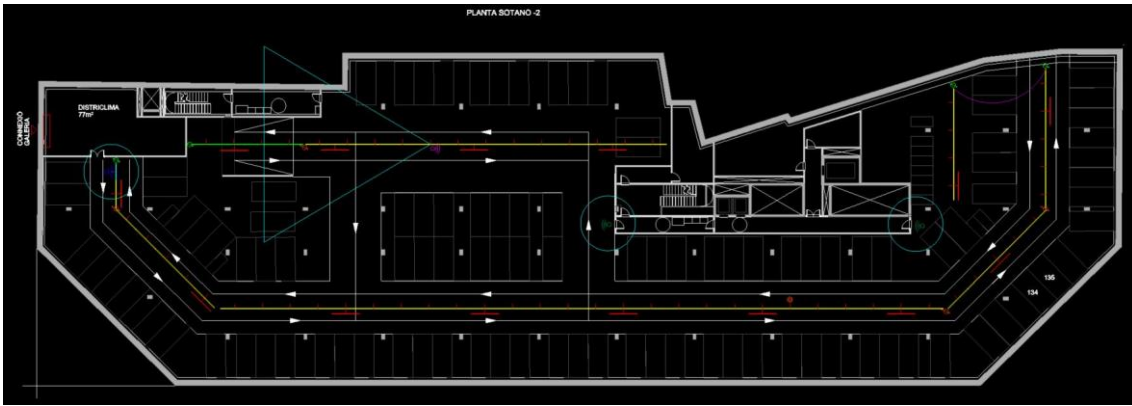 PLANTA SOTANO -2
DISTRICLIMA
77m²
CONNEXIÓ
GALERIA
135
134